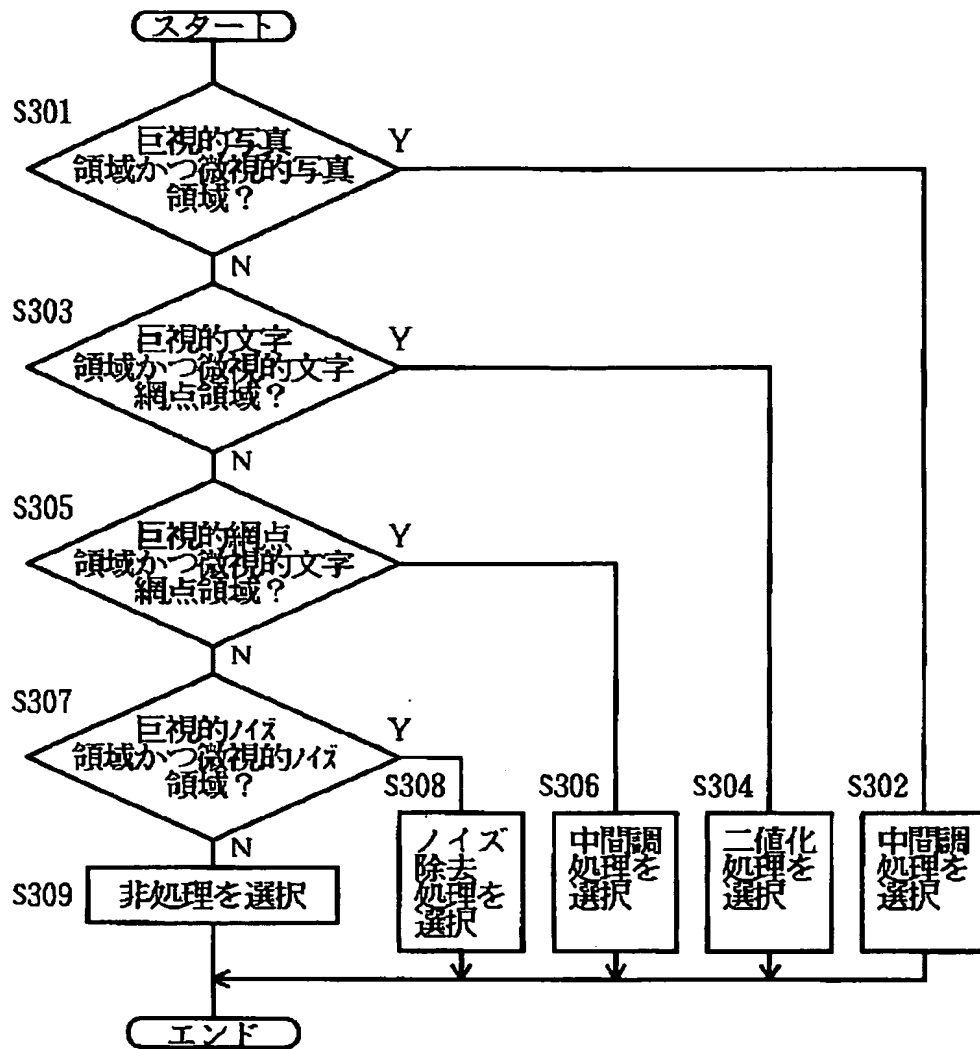 スタート
S301
巨視的写真
領域かつ微視的写真
領域？
Y
N
S303
巨視的文字
領域かつ微視的文字
網点領域？
Y
N
S305
巨視的網点
領域かつ微視的文字
網点領域？
Y
N
S307
巨視的ノイズ
領域かつ微視的ノイズ
領域？
Y
N
S308
ノイズ
除去
処理を
選択
S306
中間調
処理を
選択
S304
二値化
処理を
選択
S302
中間調
処理を
選択
S309
非処理を選択
エンド